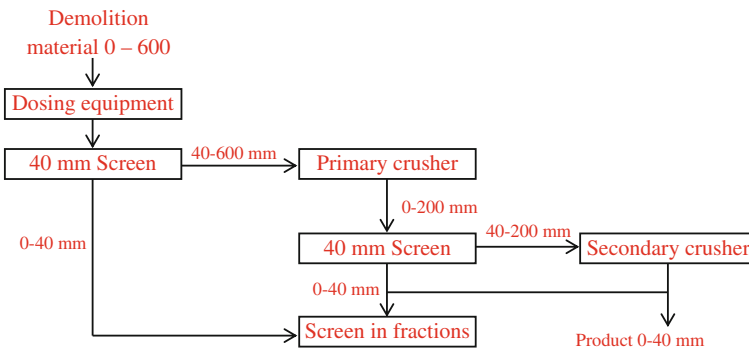 Demolition
material 0 – 600
Dosing equipment
40 mm Screen
40-600 mm
Primary crusher
0-200 mm
0-40 mm
40 mm Screen
40-200 mm
Secondary crusher
0-40 mm
Screen in fractions
Product 0-40 mm